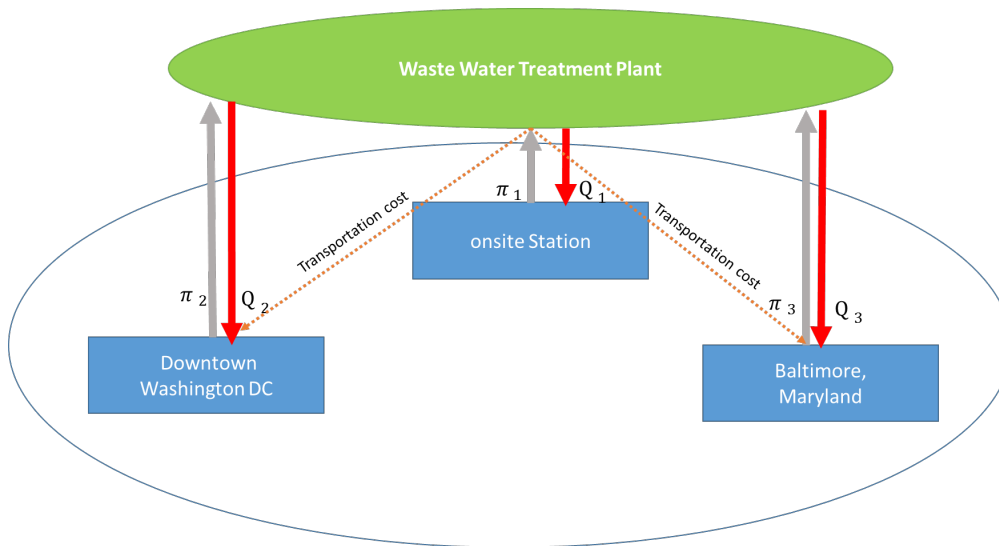 Waste Water Treatment Plant
π 1
Q 1
onsite Station
Transportation cost
Transportation cost
π 2
Q 2
π 3
Q 3
Downtown
Washington DC
Baltimore,
Maryland